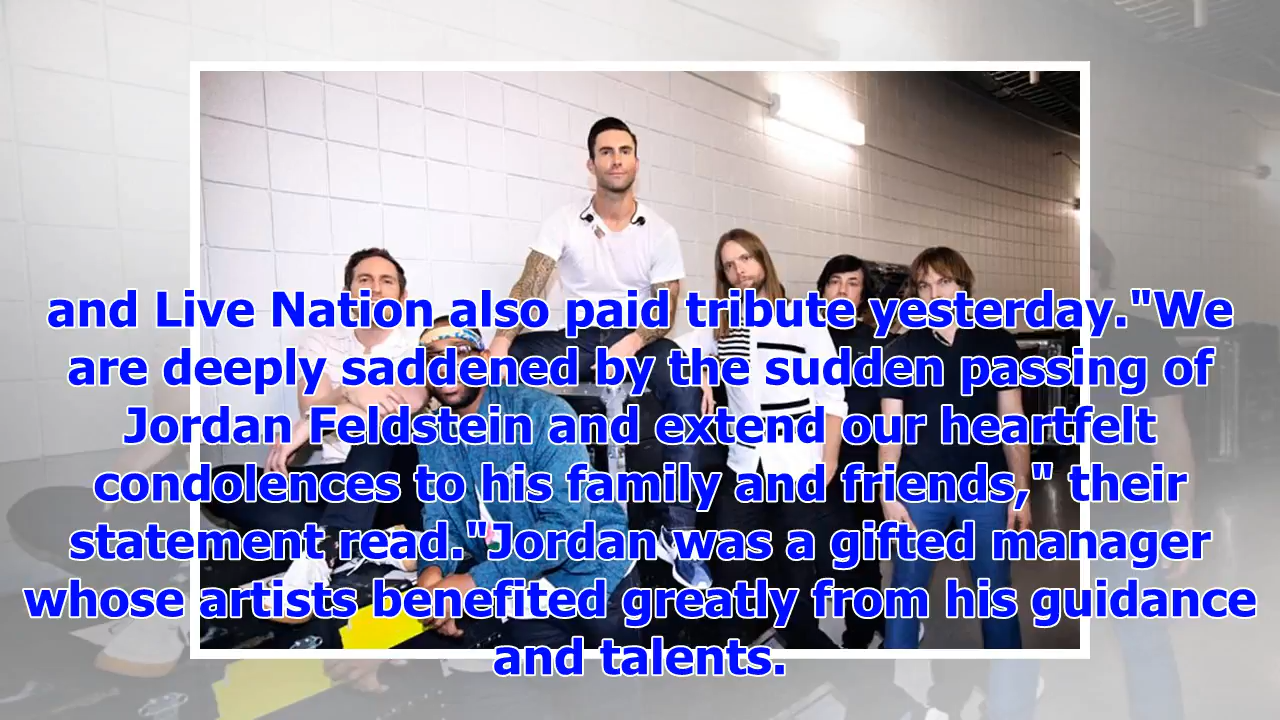 and Live Nation also paid tribute yesterday."We
are deeply saddened by the sudden passing of
Jordan Feldstein and extend our heartfelt
condolences to his family and friends," their
statement read."Jordan was a gifted manager
whose artists benefited greatly from his guidance
and talents.